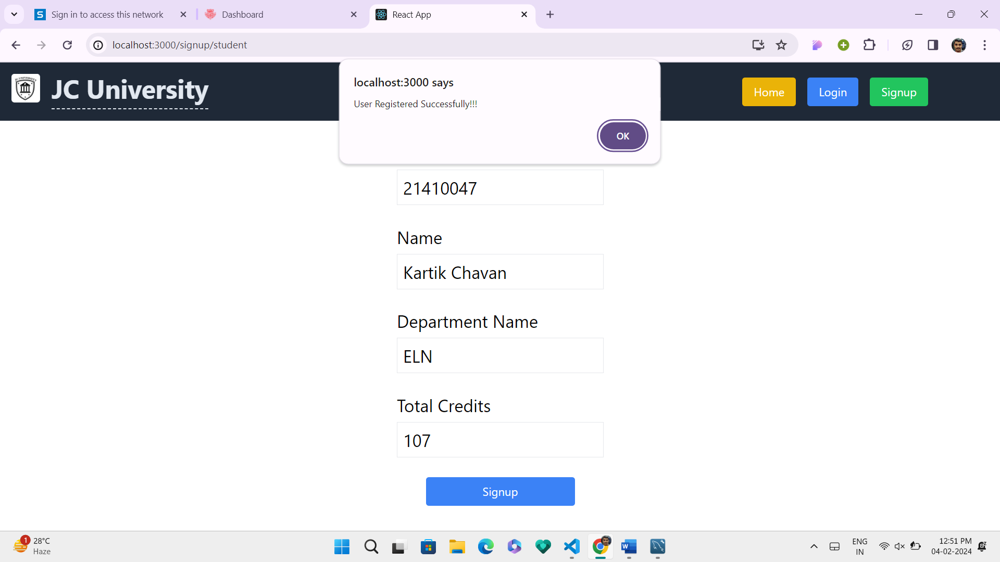 Sign in to access this network
Dashboard
React App
localhost:3000/signup/student
JC UNIVERSITY
JC University
localhost:3000 says
User Registered Successfully!!!
OK
Home
Login
Signup
21410047
Name
Kartik Chavan
Department Name
ELN
Total Credits
107
Signup
1
28°C
Haze
ENG
IN
12:51 PM
04-02-2024